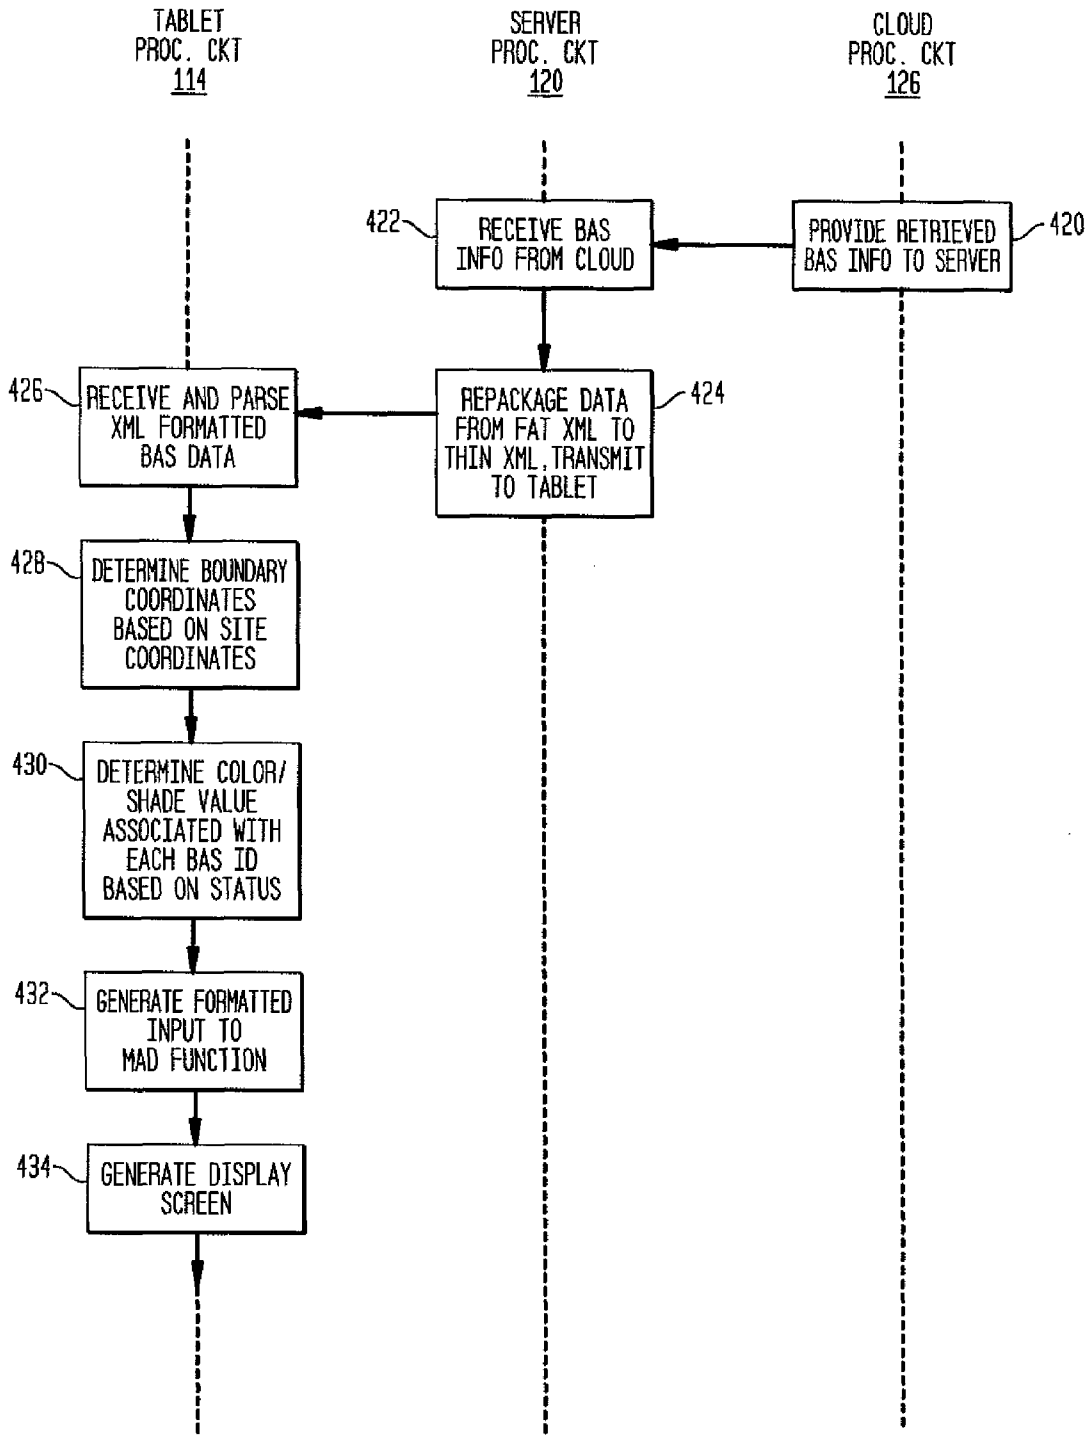 TABLET
PROC. CKT
114
SERVER
PROC. CKT
120
CLOUD
PROC. CKT
126
422
RECEIVE BAS
INFO FROM CLOUD
PROVIDE RETRIEVED
BAS INFO TO SERVER
420
426
RECEIVE AND PARSE
XML FORMATTED
BAS DATA
REPACKAGE DATA
FROM FAT XML TO
THIN XML, TRANSMIT
TO TABLET
424
428
DETERMINE BOUNDARY
COORDINATES
BASED ON SITE
COORDINATES
430
DETERMINE COLOR/
SHADE VALUE
ASSOCIATED WITH
EACH BAS ID
BASED ON STATUS
432
GENERATE FORMATTED
INPUT TO
MAD FUNCTION
434
GENERATE DISPLAY
SCREEN